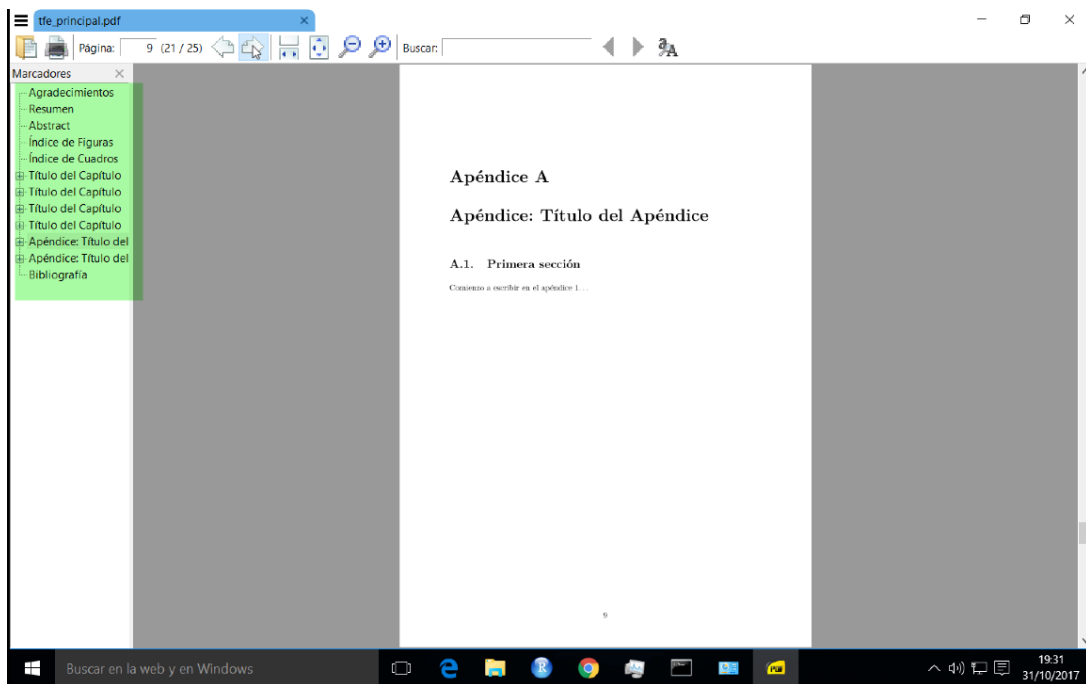 tfe_principal.pdf
Página: 9 (21 / 25) Buscar:
Marcadores
Agradecimientos
Resumen
Abstract
Índice de Figuras
Índice de Cuadros
Título del Capítulo
Título del Capítulo
Título del Capítulo
Título del Capítulo
Apéndice: Título del
Apéndice: Título del
Bibliografía
Apéndice A
Apéndice: Título del Apéndice
A.1. Primera sección
Comienzo a escribir en el apéndice 1...
9
Buscar en la web y en Windows
19:31
31/10/2017